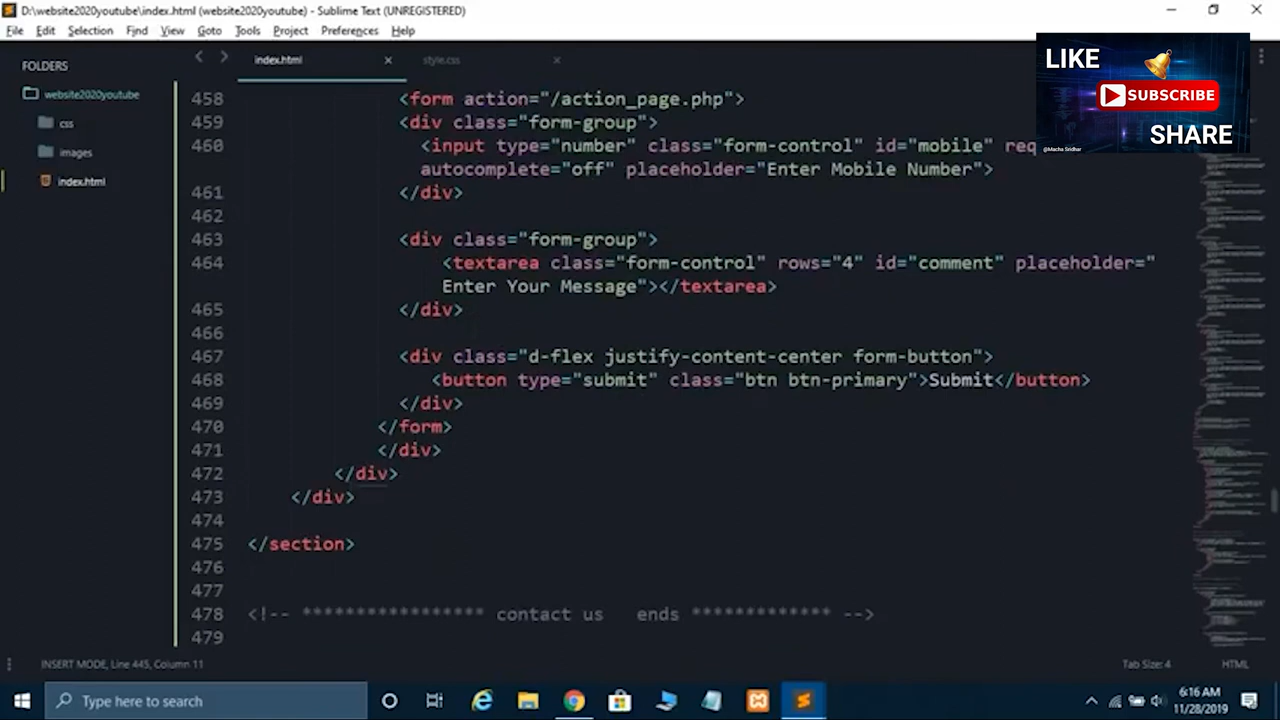 D:\website2020youtube\index.html (website2020youtube) - Sublime Text (UNREGISTERED)
File Edit Selection Find View Goto Tools Project Preferences Help
FOLDERS
website2020youtube
css
images
index.html
index.html style.css
LIKE
SUBSCRIBE
SHARE
@Macha Sridhar
458 <form action="/action_page.php">
459 <div class="form-group">
460 <input type="number" class="form-control" id="mobile" req
autocomplete="off" placeholder="Enter Mobile Number">
461 </div>
462
463 <div class="form-group">
464 <textarea class="form-control" rows="4" id="comment" placeholder="
Enter Your Message"></textarea>
465 </div>
466
467 <div class="d-flex justify-content-center form-button">
468 <button type="submit" class="btn btn-primary">Submit</button>
469 </div>
470 </form>
471 </div>
472 </div>
473 </div>
474
475 </section>
476
477
478 <!-- ***************** contact us ends ************* -->
479
INSERT MODE, Line 445, Column 11
Tab Size: 4 HTML
Type here to search
6:16 AM
11/28/2019